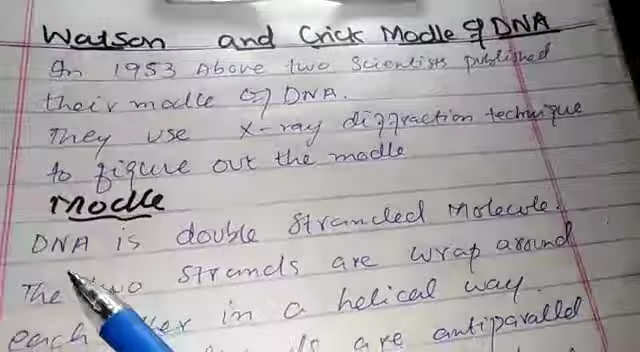 Watson and Crick Modle of DNA
In 1953 Above two Scientists published
their modle of DNA.
They use x-ray diffraction technique
to figure out the modle
Modle
DNA is double stranded Molecule.
The two strands are wrap around
each in a helical way.
are antiparallel